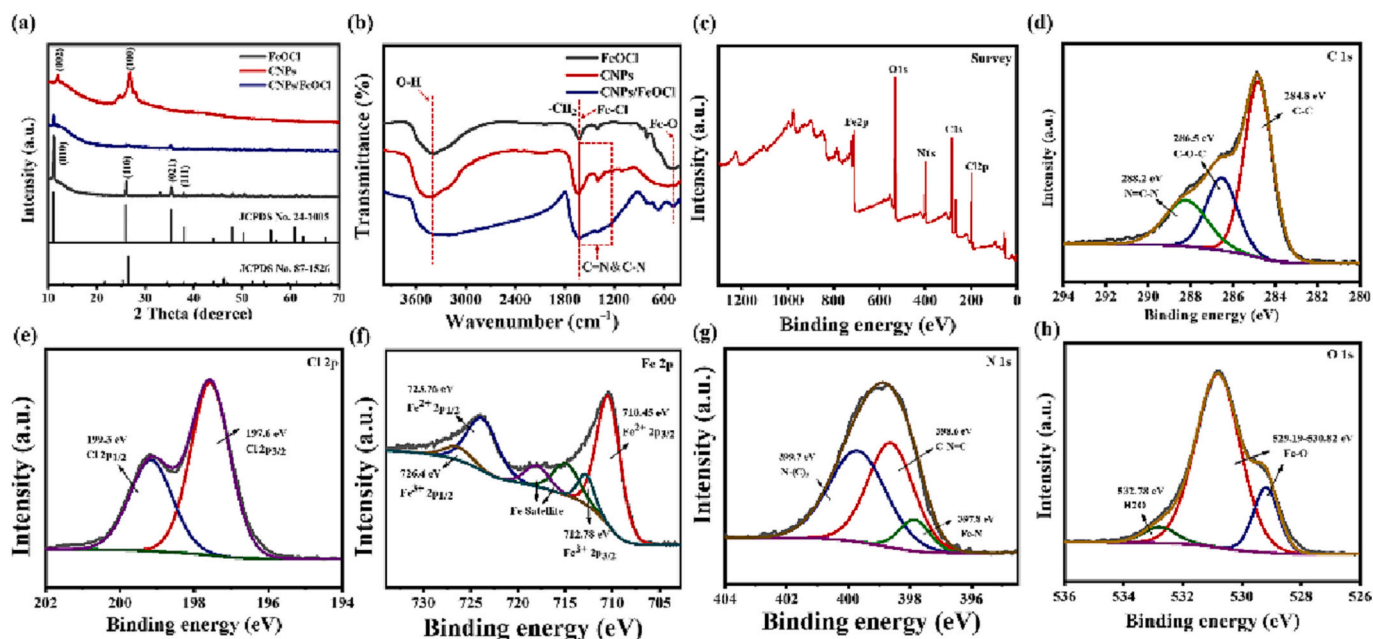 (a)
(002)
(100)
FeOCl
CNPs
CNPs/FeOCl
(010)
(110)
(021)
(111)
JCPDS No. 24-1005
JCPDS No. 87-1526
Intensity (a.u.)
10 20 30 40 50 60 70
2 Theta (degree)
(b)
FeOCl
CNPs
CNPs/FeOCl
O-H
-CH2
Fe-Cl
Fe-O
C=N&C-N
Transmittance (%)
3600 3000 2400 1800 1200 600
Wavenumber (cm-1)
(c)
Survey
O1s
Fe2p
N1s
C1s
Cl2p
Intensity (a.u.)
1200 1000 800 600 400 200 0
Binding energy (eV)
(d)
C 1s
284.8 eV
C-C
286.5 eV
C-O-C
288.2 eV
N=C-N
Intensity (a.u.)
294 292 290 288 286 284 282 280
Binding energy (eV)
(e)
Cl 2p
197.6 eV
Cl 2p3/2
Cl 2p1/2
Intensity (a.u.)
202 200 198 196 194
Binding energy (eV)
(f)
Fe 2p
Fe2+ 2p1/2
710.45 eV
Fe2+ 2p3/2
726.4 eV
Fe3+ 2p1/2
Fe Satellite
712.78 eV
Fe3+ 2p3/2
Intensity (a.u.)
730 725 720 715 710 705
Binding energy (eV)
(g)
N 1s
398.6 eV
C-N=C
399.7 eV
N-(C)3
Fe-N
Intensity (a.u.)
404 402 400 398 396
Binding energy (eV)
(h)
O 1s
529.19-530.82 eV
Fe-O
532.78 eV
H2O
Intensity (a.u.)
536 534 532 530 528 526
Binding energy (eV)